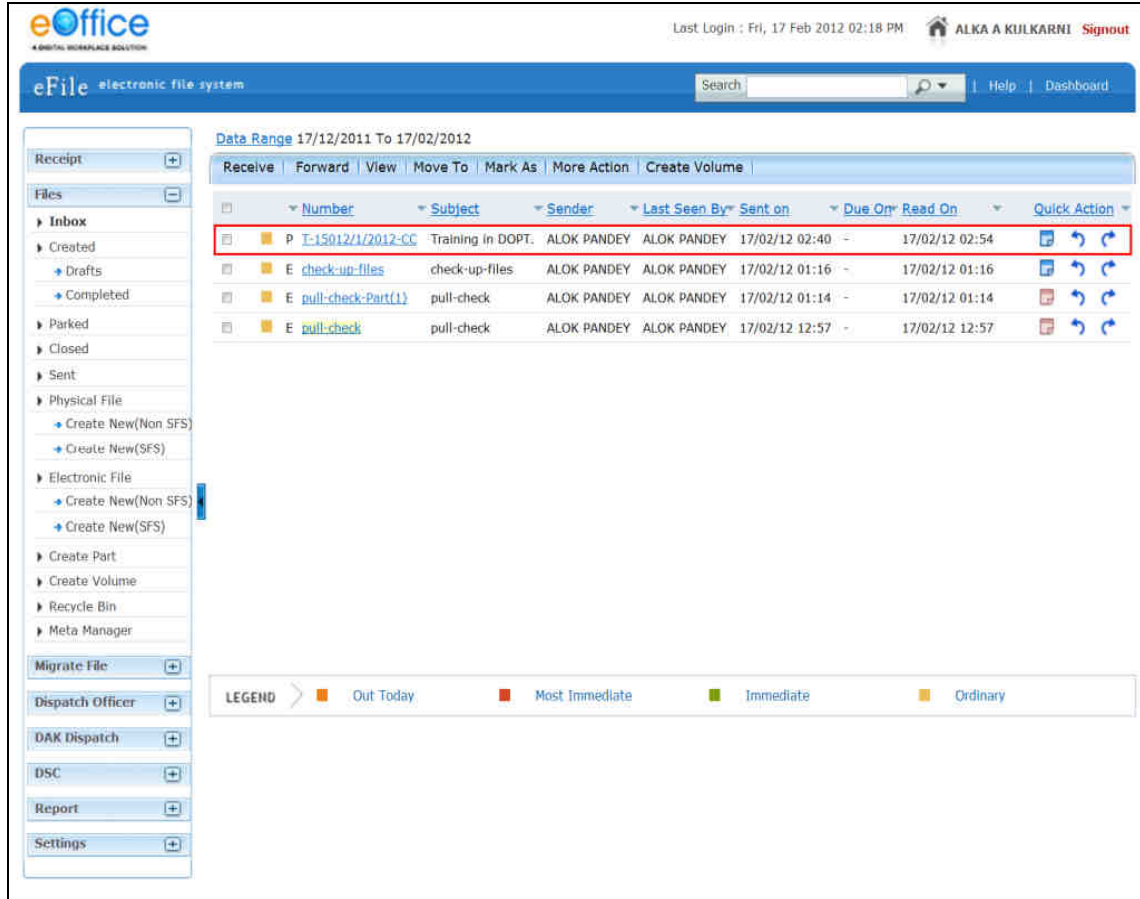 eOffice
A DIGITAL WORKPLACE SOLUTION
Last Login : Fri, 17 Feb 2012 02:18 PM ALKA A KULKARNI Signout
eFile electronic file system
Search | Help | Dashboard
Data Range 17/12/2011 To 17/02/2012
Receive | Forward | View | Move To | Mark As | More Action | Create Volume |
Number Subject Sender Last Seen By Sent on Due On Read On Quick Action
P T-15012/1/2012-CC Training in DOPT. ALOK PANDEY ALOK PANDEY 17/02/12 02:40 - 17/02/12 02:54
E check-up-files check-up-files ALOK PANDEY ALOK PANDEY 17/02/12 01:16 - 17/02/12 01:16
E pull-check-Part(1) pull-check ALOK PANDEY ALOK PANDEY 17/02/12 01:14 - 17/02/12 01:14
E pull-check pull-check ALOK PANDEY ALOK PANDEY 17/02/12 12:57 - 17/02/12 12:57
Receipt
Files
Inbox
Created
Drafts
Completed
Parked
Closed
Sent
Physical File
Create New(Non SFS)
Create New(SFS)
Electronic File
Create New(Non SFS)
Create New(SFS)
Create Part
Create Volume
Recycle Bin
Meta Manager
Migrate File
Dispatch Officer
DAK Dispatch
DSC
Report
Settings
LEGEND Out Today Most Immediate Immediate Ordinary